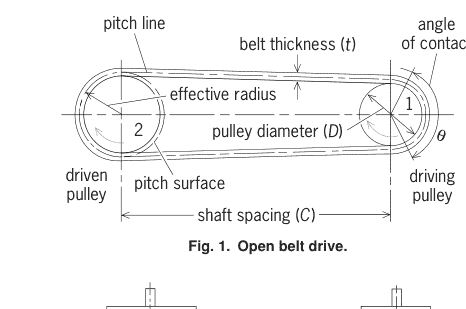 pitch line
angle
of contac
belt thickness (t)
effective radius
1
2
pulley diameter (D)
θ
driven
pulley
pitch surface
driving
pulley
shaft spacing (C)
Fig. 1. Open belt drive.